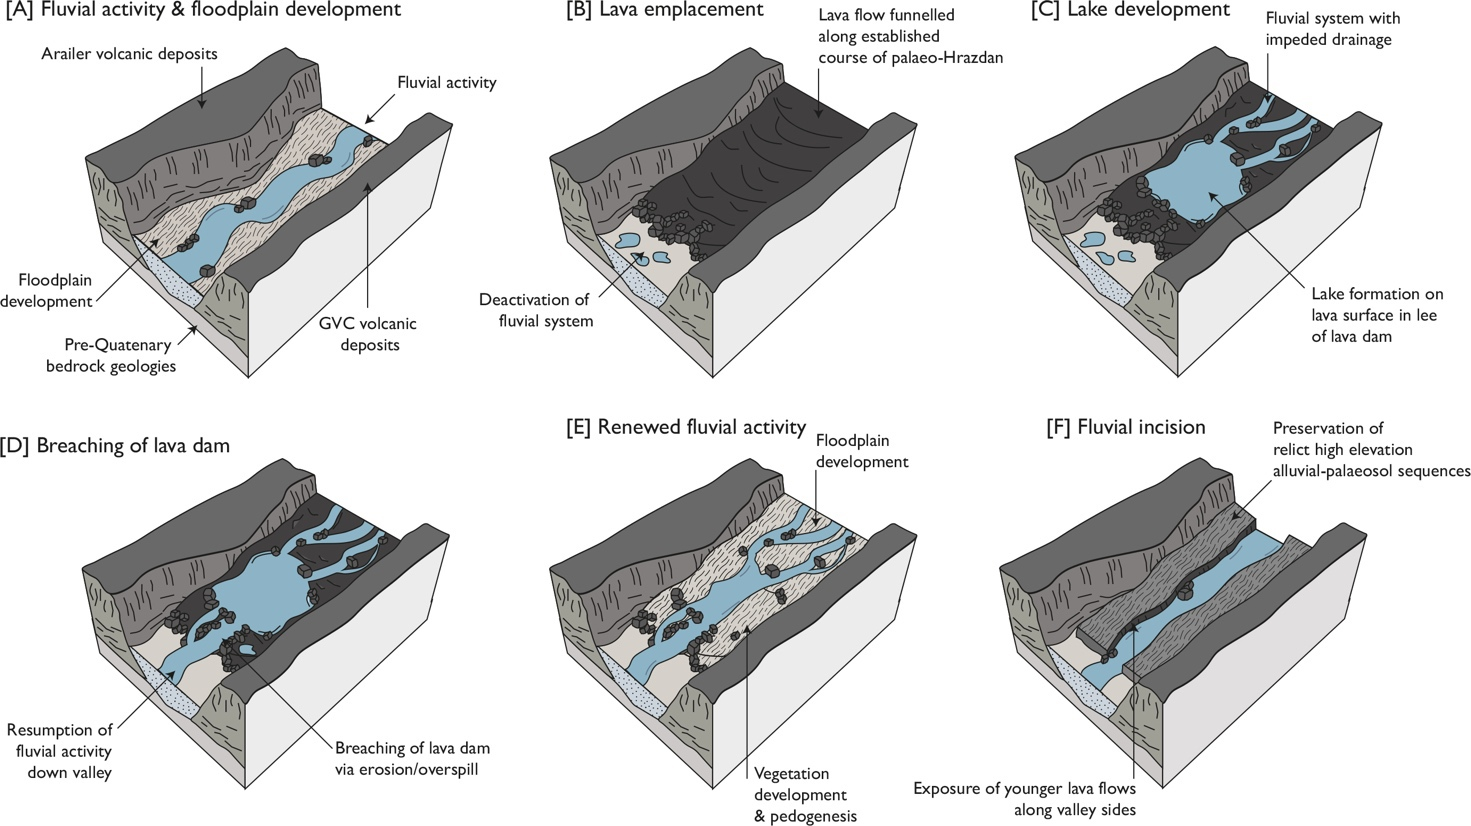 [A] Fluvial activity & floodplain development
Arailer volcanic deposits
Fluvial activity
Floodplain
development
Pre-Quatenary
bedrock geologies
GVC volcanic
deposits
[B] Lava emplacement
Lava flow funnelled
along established
course of palaeo-Hrazdan
Deactivation of
fluvial system
[C] Lake development
Fluvial system with
impeded drainage
Lake formation on
lava surface in lee
of lava dam
[D] Breaching of lava dam
Resumption of
fluvial activity
down valley
Breaching of lava dam
via erosion/overspill
[E] Renewed fluvial activity
Floodplain
development
Vegetation
development
& pedogenesis
[F] Fluvial incision
Preservation of
relict high elevation
alluvial-palaeosol sequences
Exposure of younger lava flows
along valley sides